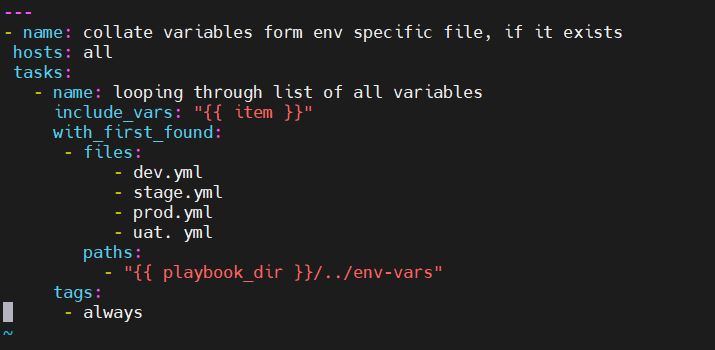 ---
- name: collate variables form env specific file, if it exists
 hosts: all
 tasks:
   - name: looping through list of all variables
     include_vars: "{{ item }}"
     with_first_found:
      - files:
           - dev.yml
           - stage.yml
           - prod.yml
           - uat. yml
        paths:
          - "{{ playbook_dir }}/../env-vars"
     tags:
      - always
~